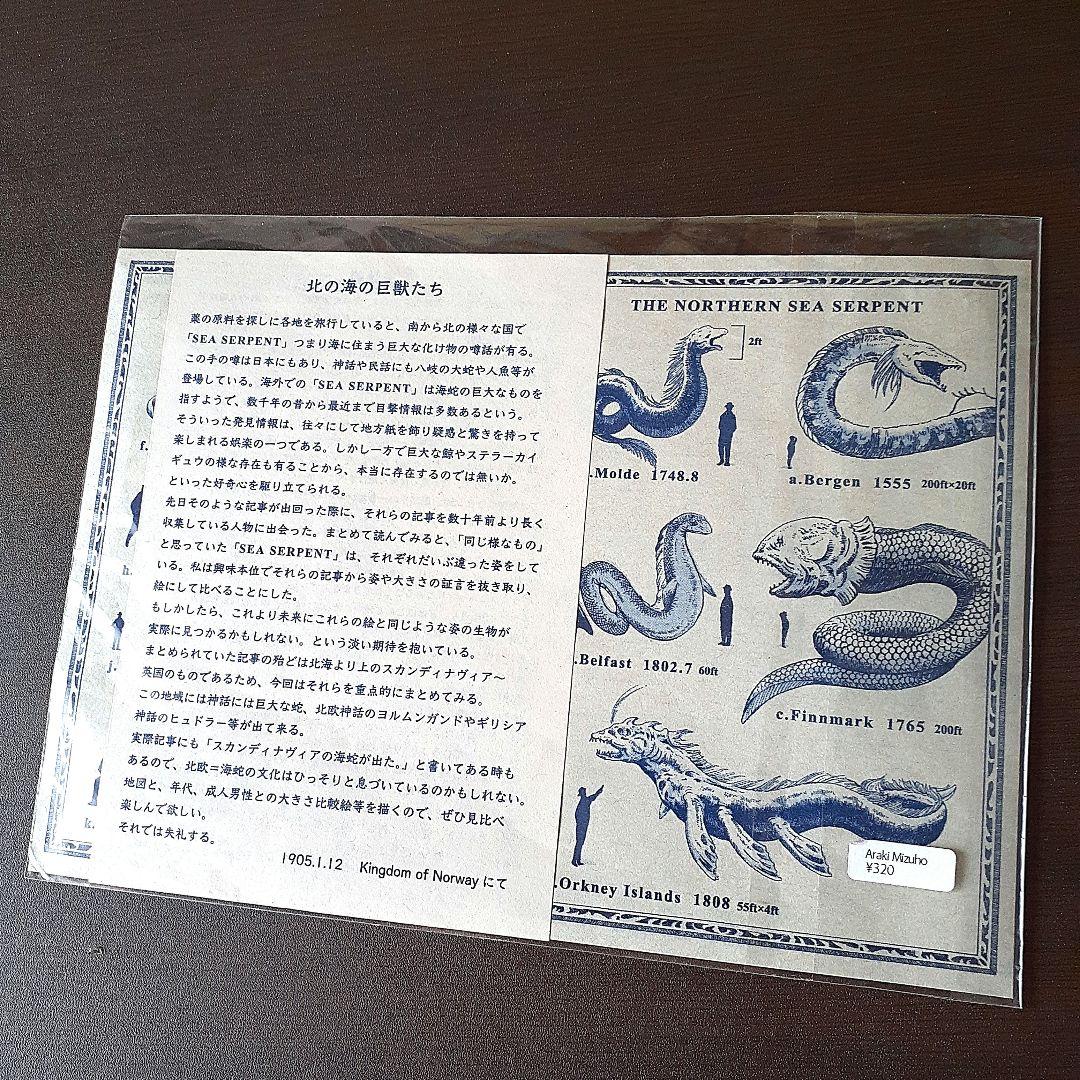 北の海の巨獣たち
薬の原料を探しに各地を旅行していると、南から北の様々な国で
「SEA SERPENT」つまり海に住まう巨大な化け物の噂話が有る。
この手の噂は日本にもあり、神話や民話にも八岐の大蛇や人魚等が
登場している。海外での「SEA SERPENT」は海蛇の巨大なものを
指すようで、数千年の昔から最近まで目撃情報は多数あるという。
そういった発見情報は、往々にして地方紙を飾り疑惑と驚きを持って
楽しまれる娯楽の一つである。しかし一方で巨大な鯨やステラーカイ
ギュウの様な存在も有ることから、本当に存在するのでは無いか。
といった好奇心を駆り立てられる。
先日そのような記事が出回った際に、それらの記事を数十年前より長く
収集している人物に出会った。まとめて読んでみると、「同じ様なもの」
と思っていた「SEA SERPENT」は、それぞれだいぶ違った姿をして
いる。私は興味本位でそれらの記事から姿や大きさの証言を抜き取り、
絵にして比べることにした。
もしかしたら、これより未来にこれらの絵と同じような姿の生物が
実際に見つかるかもしれない。という淡い期待を抱いている。
まとめられていた記事の殆どは北海より上のスカンディナヴィア〜
英国のものであるため、今回はそれらを重点的にまとめてみる。
この地域には神話には巨大な蛇、北欧神話のヨルムンガンドやギリシア
神話のヒュドラー等が出て来る。
実際記事にも「スカンディナヴィアの海蛇が出た。」と書いてある時も
あるので、北欧＝海蛇の文化はひっそりと息づいているのかもしれない。
地図と、年代、成人男性との大きさ比較絵等を描くので、ぜひ見比べ
楽しんで欲しい。
それでは失礼する。
1905.1.12 Kingdom of Norway にて
THE NORTHERN SEA SERPENT
2ft
.Molde 1748.8
a.Bergen 1555 200ft×20ft
.Belfast 1802.7 60ft
c.Finnmark 1765 200ft
.Orkney Islands 1808 55ft×4ft
Araki Mizuho
¥320
f.
h.
j.
k.